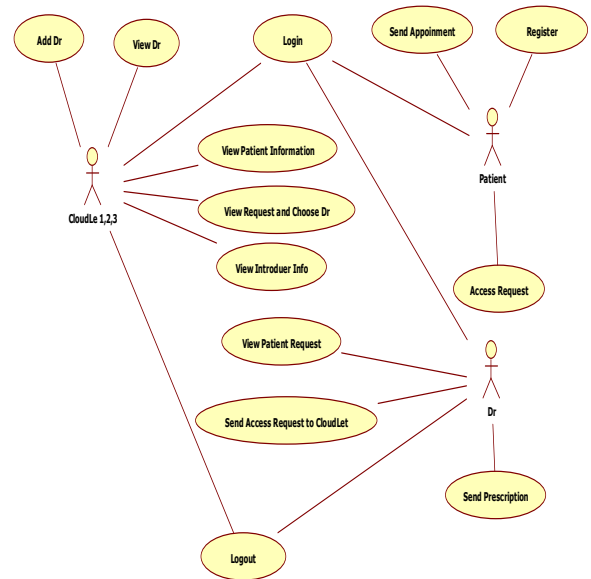 Add Dr
View Dr
Login
Send Appoinment
Register
View Patient Information
Patient
CloudLe 1,2,3
View Request and Choose Dr
View Introduer Info
Access Request
View Patient Request
Dr
Send Access Request to CloudLet
Send Prescription
Logout